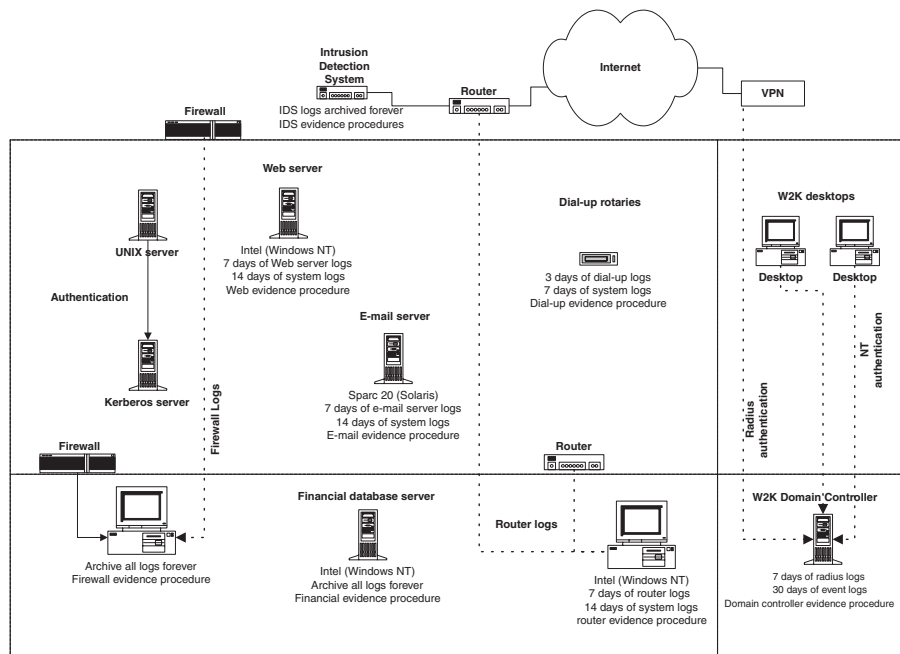 Intrusion
Detection
System
IDS logs archived forever
IDS evidence procedures
Router
Internet
VPN
Firewall
Web server
Intel (Windows NT)
7 days of Web server logs
14 days of system logs
Web evidence procedure
UNIX server
Authentication
Kerberos server
Firewall Logs
E-mail server
Sparc 20 (Solaris)
7 days of e-mail server logs
14 days of system logs
E-mail evidence procedure
Dial-up rotaries
3 days of dial-up logs
7 days of system logs
Dial-up evidence procedure
W2K desktops
Desktop
Desktop
Radius
authentication
NT
authentication
Firewall
Router
Archive all logs forever
Firewall evidence procedure
Financial database server
Intel (Windows NT)
Archive all logs forever
Financial evidence procedure
Router logs
Intel (Windows NT)
7 days of router logs
14 days of system logs
router evidence procedure
W2K Domain Controller
7 days of radius logs
30 days of event logs
Domain controller evidence procedure